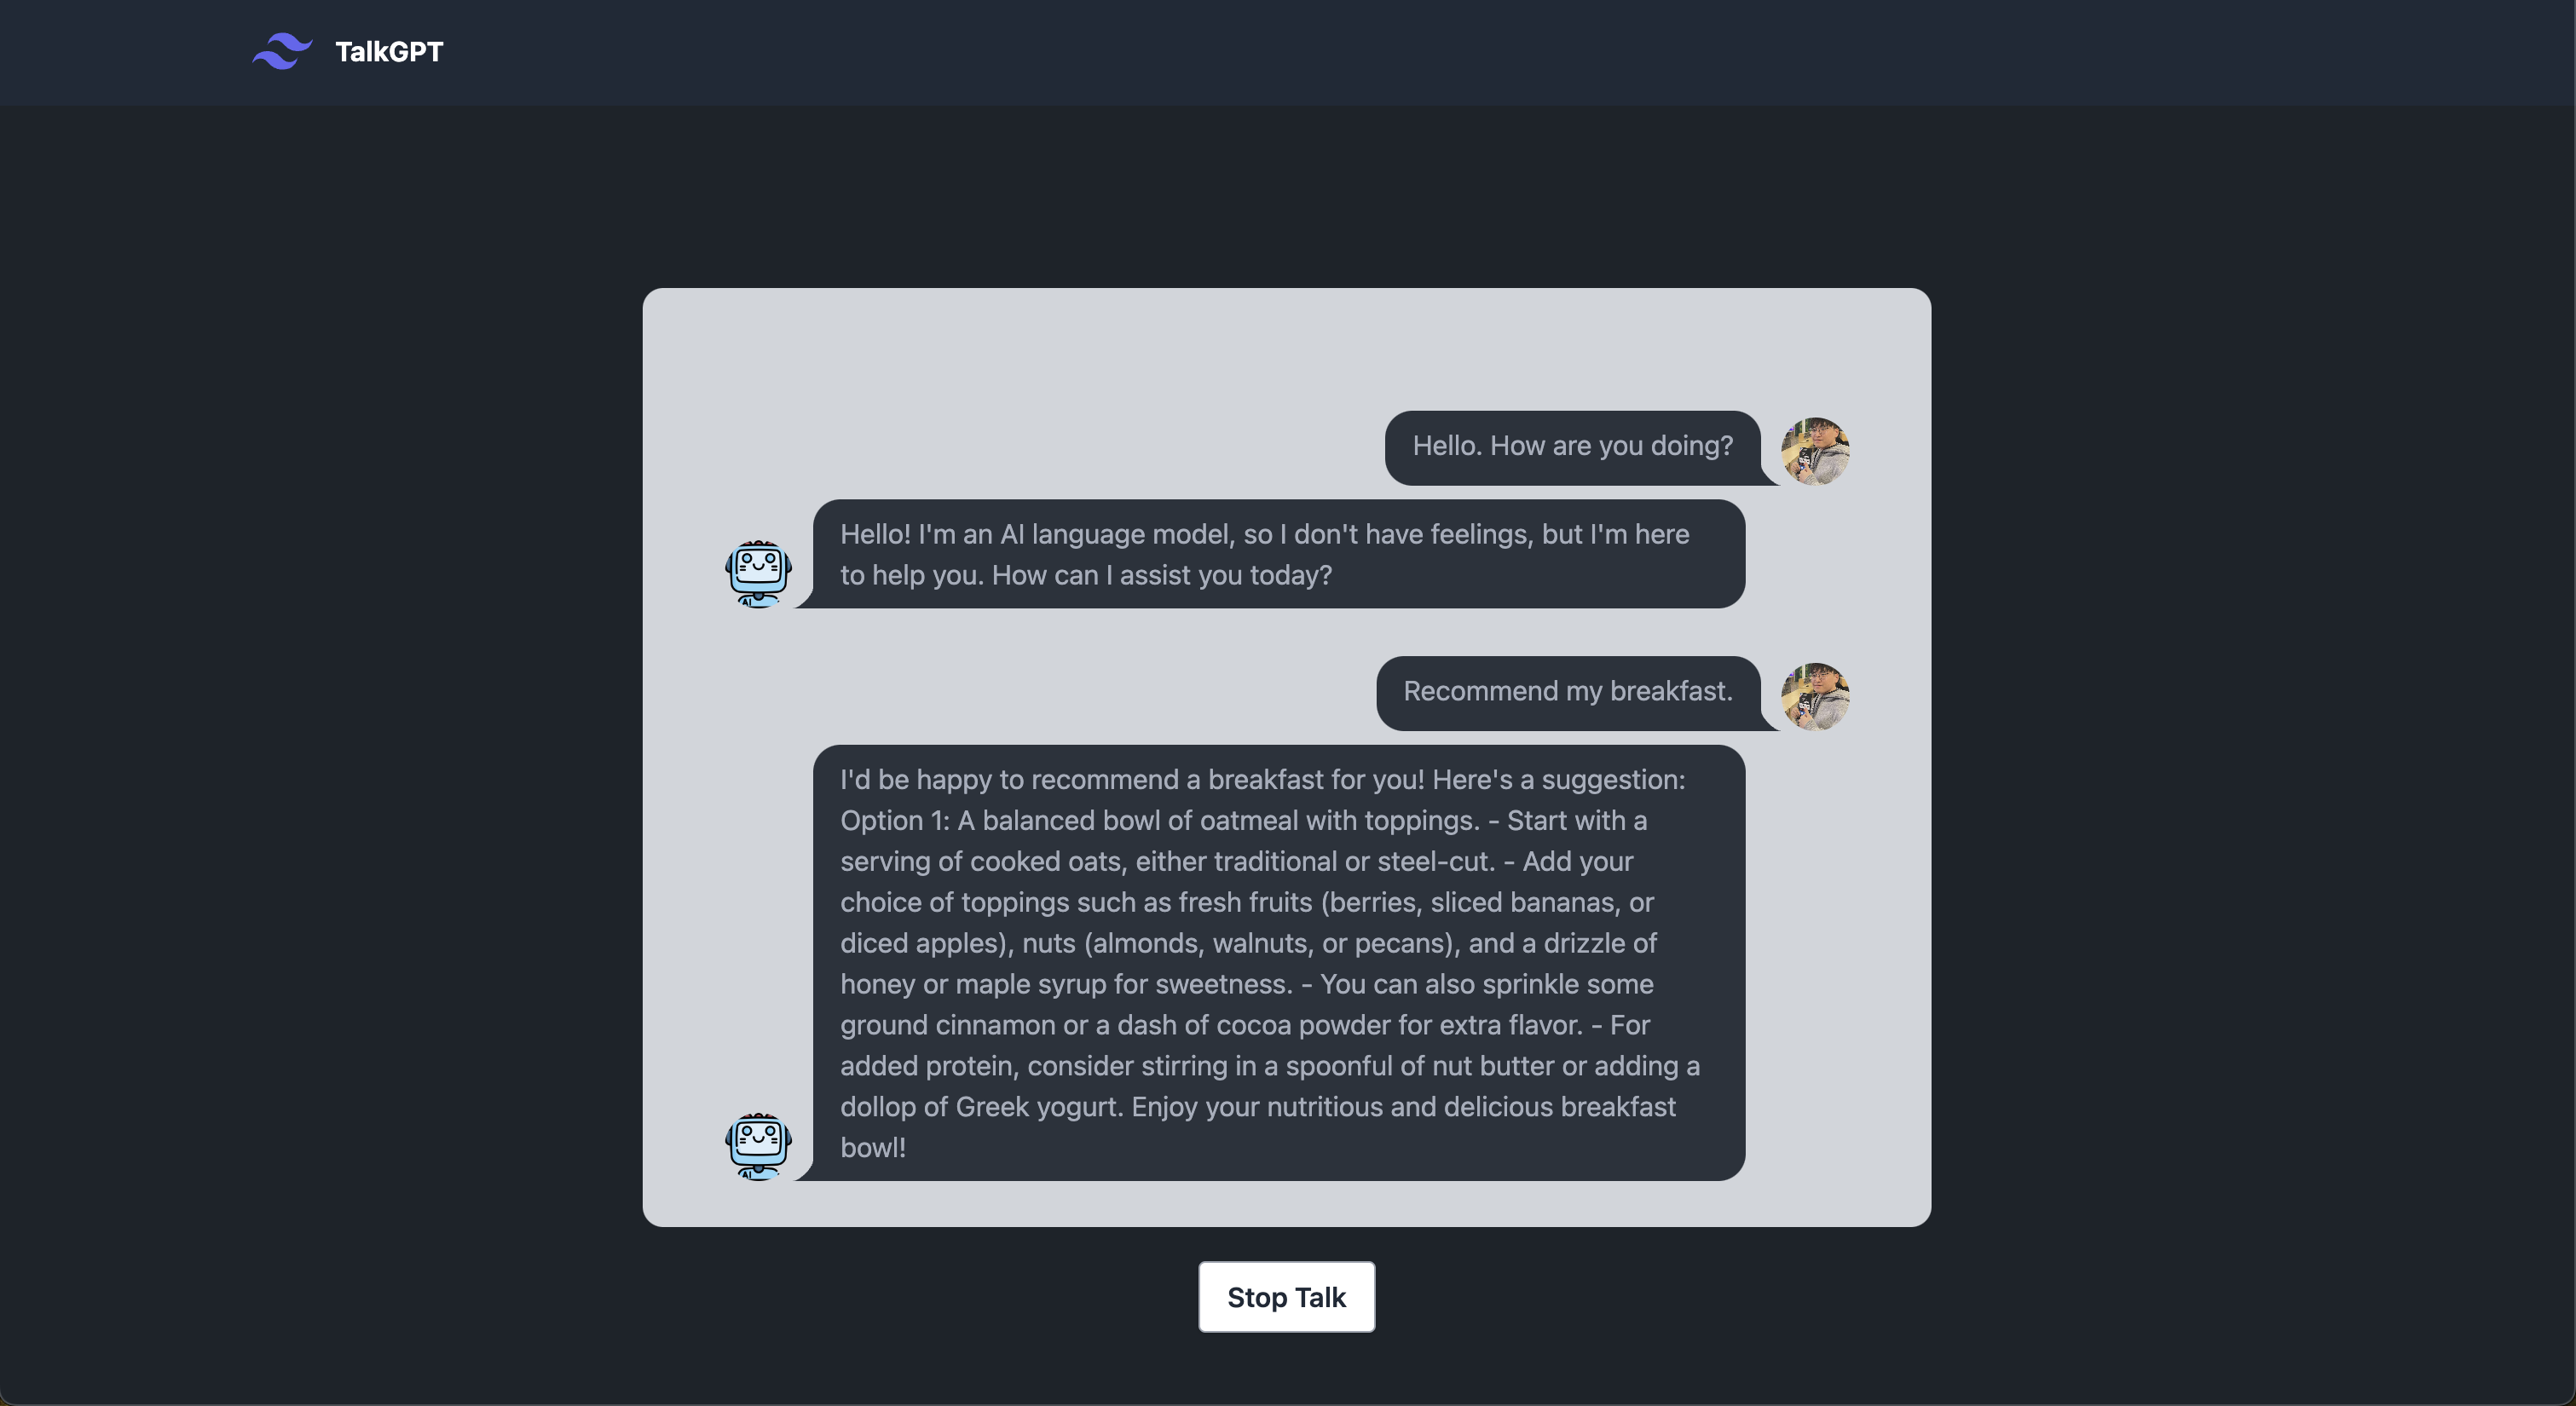 TalkGPT
Hello. How are you doing?
Hello! I'm an AI language model, so I don't have feelings, but I'm here
to help you. How can I assist you today?
AI
Recommend my breakfast.
I'd be happy to recommend a breakfast for you! Here's a suggestion:
Option 1: A balanced bowl of oatmeal with toppings. - Start with a
serving of cooked oats, either traditional or steel-cut. - Add your
choice of toppings such as fresh fruits (berries, sliced bananas, or
diced apples), nuts (almonds, walnuts, or pecans), and a drizzle of
honey or maple syrup for sweetness. - You can also sprinkle some
ground cinnamon or a dash of cocoa powder for extra flavor. - For
added protein, consider stirring in a spoonful of nut butter or adding a
dollop of Greek yogurt. Enjoy your nutritious and delicious breakfast
bowl!
AI
Stop Talk